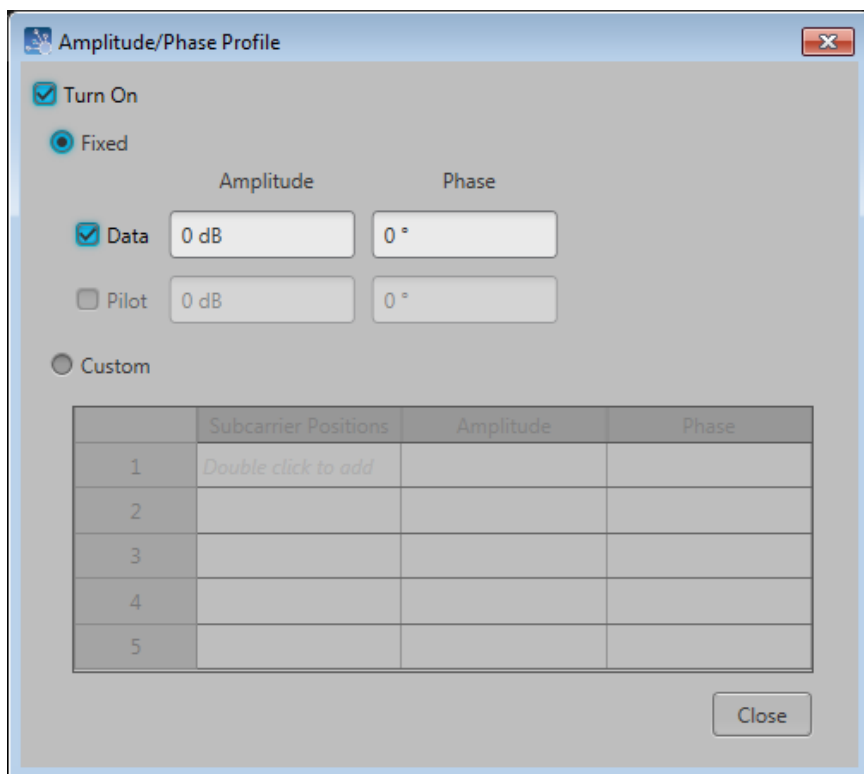 Amplitude/Phase Profile
Turn On
Fixed
Amplitude Phase
Data 0 dB 0 °
Pilot 0 dB 0 °
Custom
Subcarrier Positions Amplitude Phase
1 Double click to add
2
3
4
5
Close